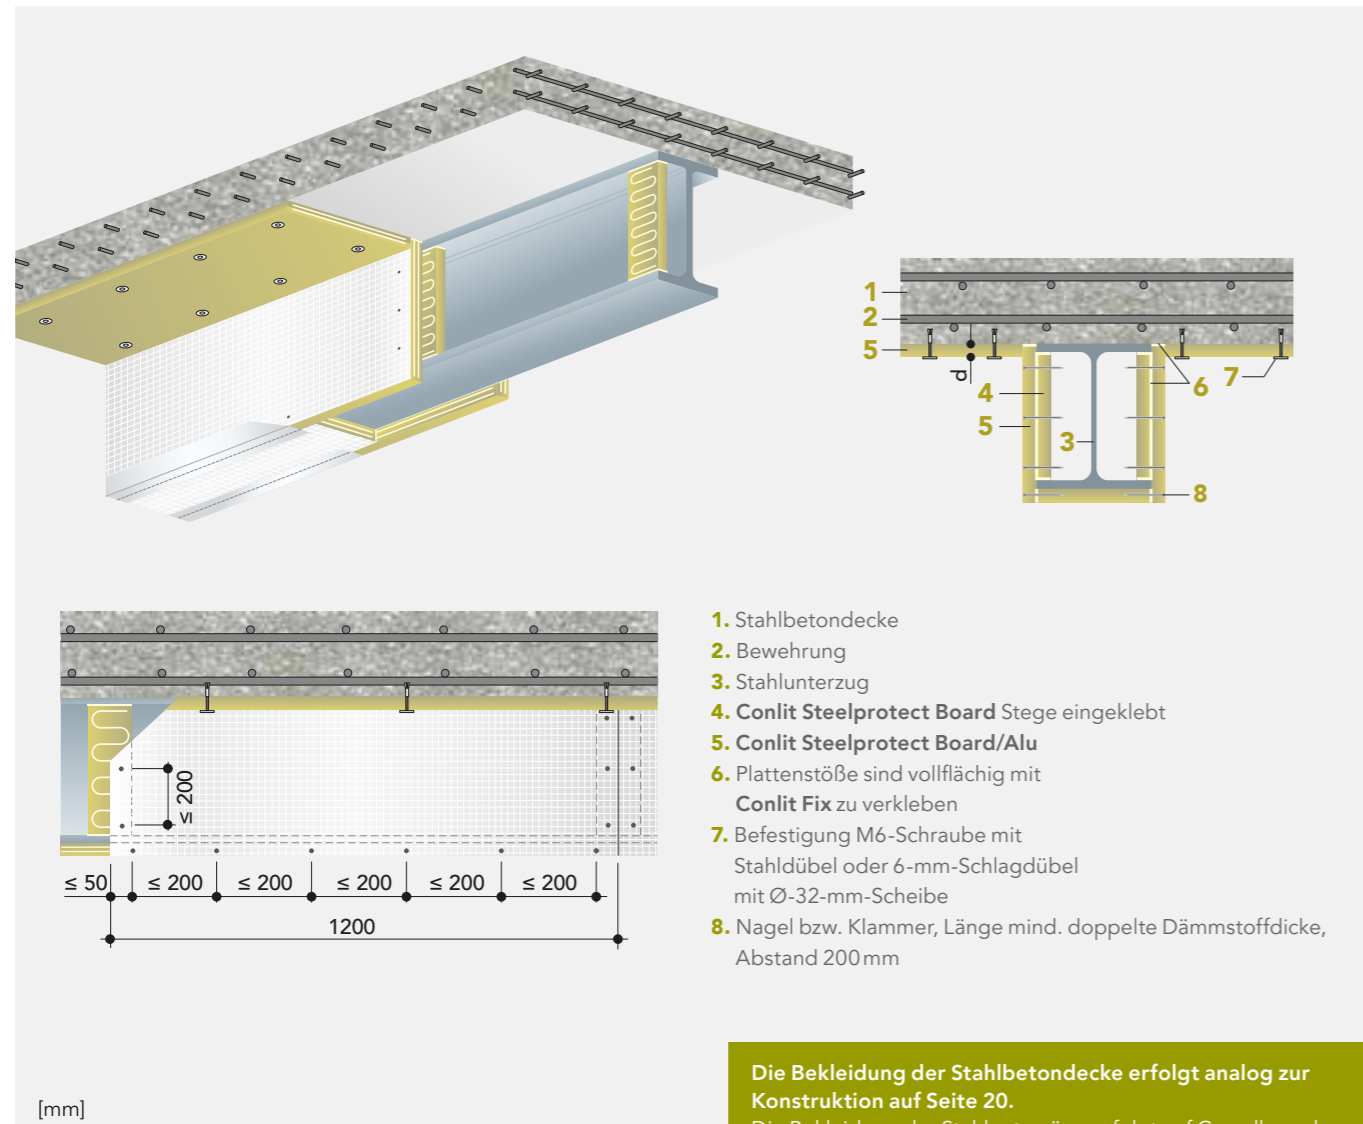 1
2
5
d
4
5
3
6
7
8
≤ 200
≤ 50 ≤ 200 ≤ 200 ≤ 200 ≤ 200 ≤ 200
1200
1. Stahlbetondecke
2. Bewehrung
3. Stahlunterzug
4. Conlit Steelprotect Board Stege eingeklebt
5. Conlit Steelprotect Board/Alu
6. Plattenstöße sind vollflächig mit
Conlit Fix zu verkleben
7. Befestigung M6-Schraube mit
Stahldübel oder 6-mm-Schlagdübel
mit Ø-32-mm-Scheibe
8. Nagel bzw. Klammer, Länge mind. doppelte Dämmstoffdicke,
Abstand 200 mm
[mm]
Die Bekleidung der Stahlbetondecke erfolgt analog zur
Konstruktion auf Seite 20.